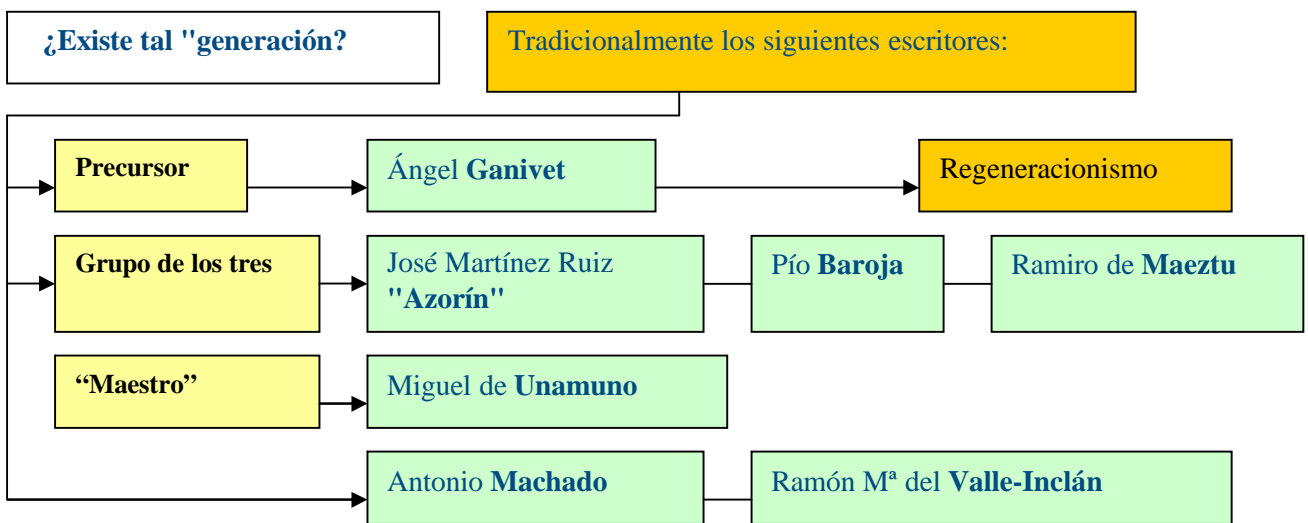 ¿Existe tal "generación?
Tradicionalmente los siguientes escritores:
Precursor
Ángel Ganivet
Regeneracionismo
Grupo de los tres
José Martínez Ruiz
"Azorín"
Pío Baroja
Ramiro de Maeztu
“Maestro”
Miguel de Unamuno
Antonio Machado
Ramón Mª del Valle-Inclán